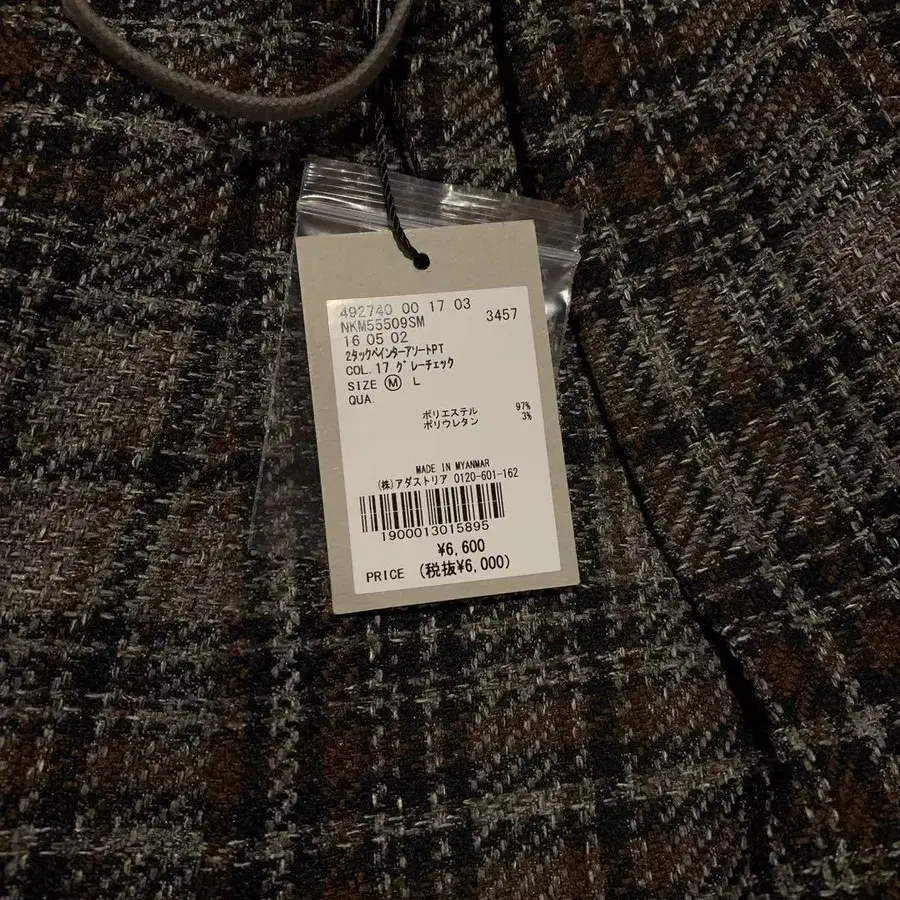 492740 00 17 03
NKM55509SM 3457
16 05 02
2ﾀｯｸﾍﾟｲﾝﾀｰｱｿｰﾄPT
COL.17 ｸﾞﾚｰﾁｪｯｸ
SIZE Ⓜ L
QUA.
ポリエステル 97%
ポリウレタン 3%
MADE IN MYANMAR
(株)アダストリア 0120-601-162
1900013015895
¥6,600
PRICE (税抜¥6,000)